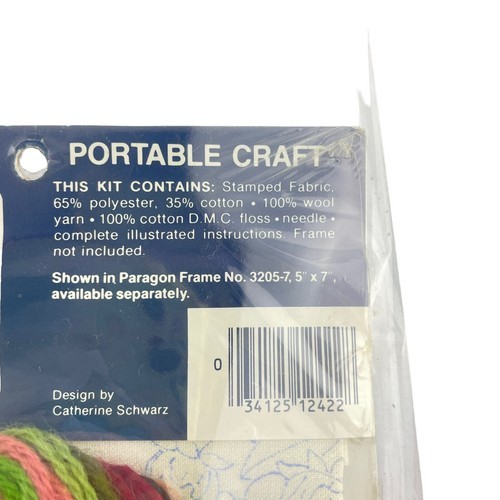 PORTABLE CRAFT™
THIS KIT CONTAINS: Stamped Fabric,
65% polyester, 35% cotton • 100% wool
yarn • 100% cotton D.M.C. floss • needle •
complete illustrated instructions. Frame
not included.
Shown in Paragon Frame No. 3205-7, 5" x 7",
available separately.
Design by
Catherine Schwarz
0 34125 12422